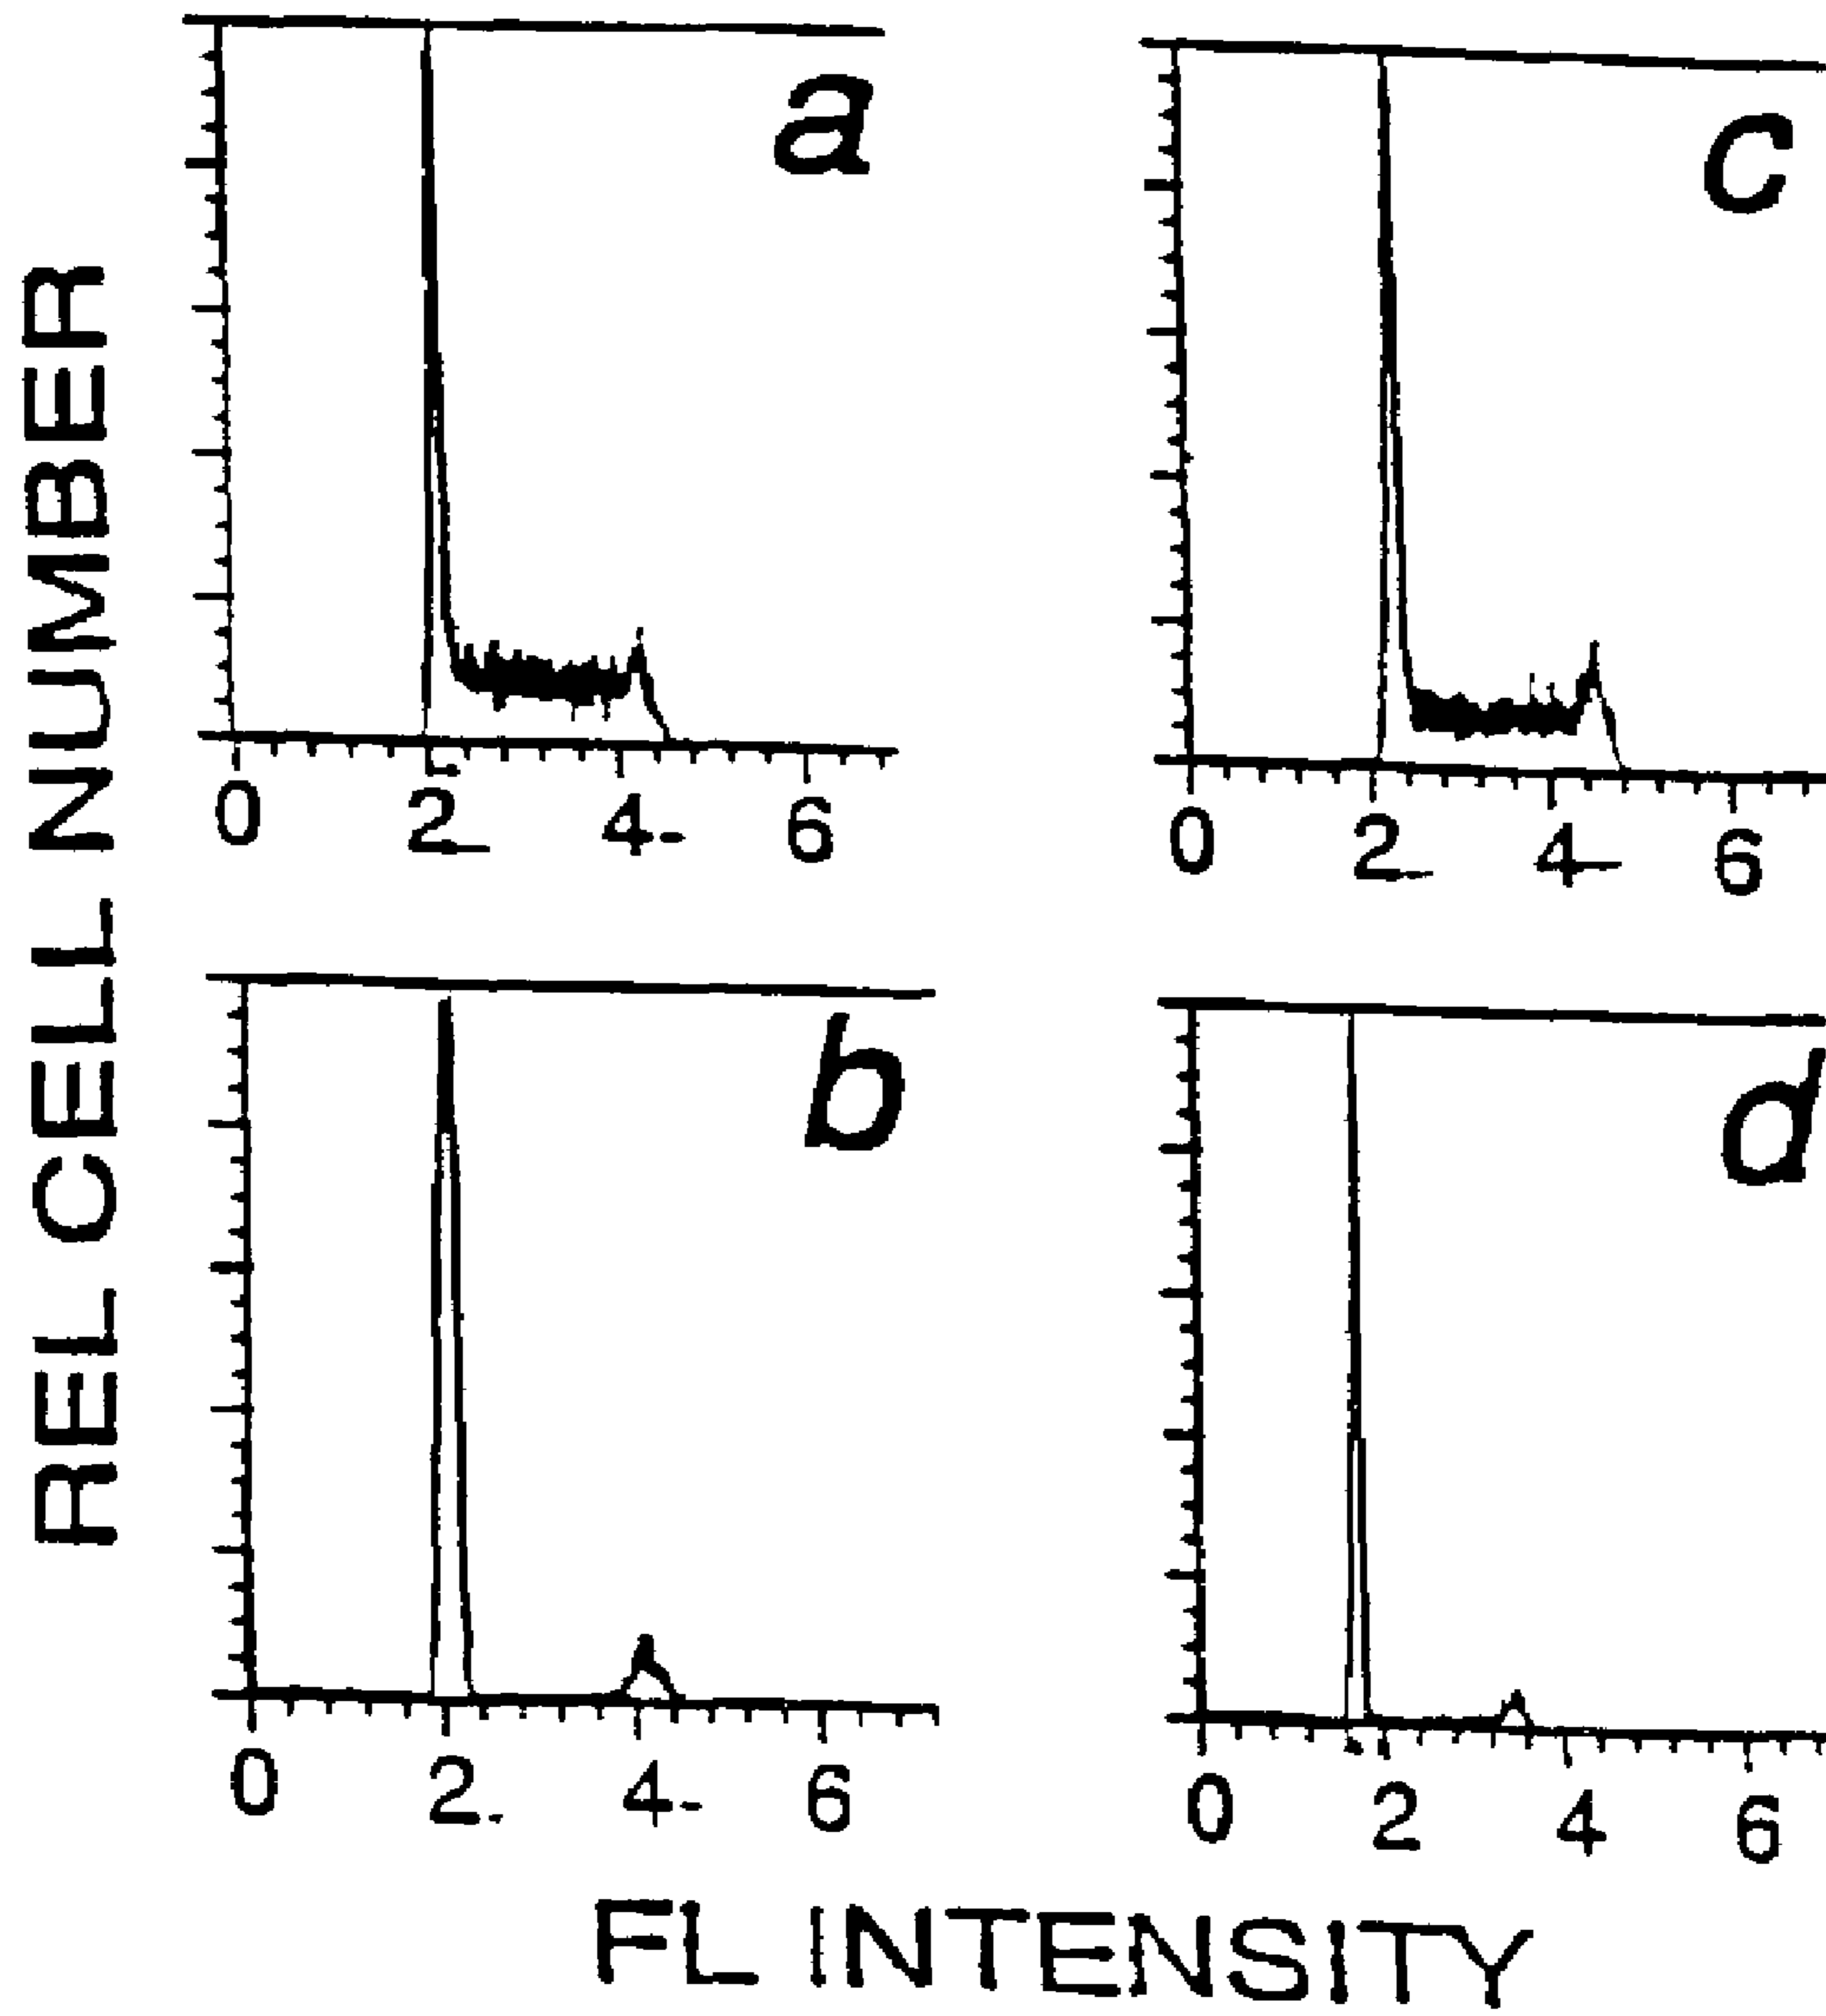 REL CELL NUMBER
a
0 2 4 6
c
0 2 4 6
b
0 2. 4. 6
d
0 2 4 6
FL INTENSITY